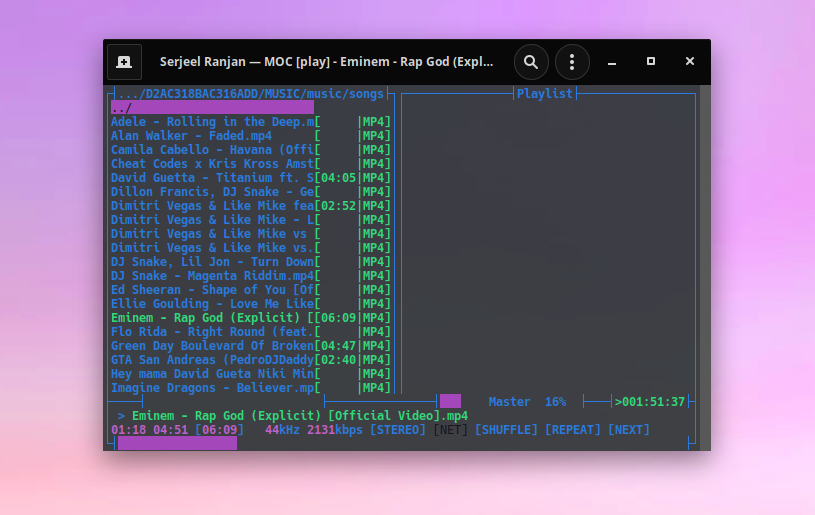 Serjeel Ranjan — MOC [play] - Eminem - Rap God (Expl...
.../D2AC318BAC316ADD/MUSIC/music/songs
Playlist
../
Adele - Rolling in the Deep.m[ |MP4]
Alan Walker - Faded.mp4 [ |MP4]
Camila Cabello - Havana (Offi[ |MP4]
Cheat Codes x Kris Kross Amst[ |MP4]
David Guetta - Titanium ft. S[04:05|MP4]
Dillon Francis, DJ Snake - Ge[ |MP4]
Dimitri Vegas & Like Mike fea[02:52|MP4]
Dimitri Vegas & Like Mike - L[ |MP4]
Dimitri Vegas & Like Mike vs [ |MP4]
Dimitri Vegas & Like Mike vs.[ |MP4]
DJ Snake, Lil Jon - Turn Down[ |MP4]
DJ Snake - Magenta Riddim.mp4[ |MP4]
Ed Sheeran - Shape of You [Of[ |MP4]
Ellie Goulding - Love Me Like[ |MP4]
Eminem - Rap God (Explicit) [[06:09|MP4]
Flo Rida - Right Round (feat.[ |MP4]
Green Day Boulevard Of Broken[04:47|MP4]
GTA San Andreas (PedroDJDaddy[02:40|MP4]
Hey mama David Gueta Niki Min[ |MP4]
Imagine Dragons - Believer.mp[ |MP4]
Master 16% >001:51:37
> Eminem - Rap God (Explicit) [Official Video].mp4
01:18 04:51 [06:09] 44kHz 2131kbps [STEREO] [NET] [SHUFFLE] [REPEAT] [NEXT]